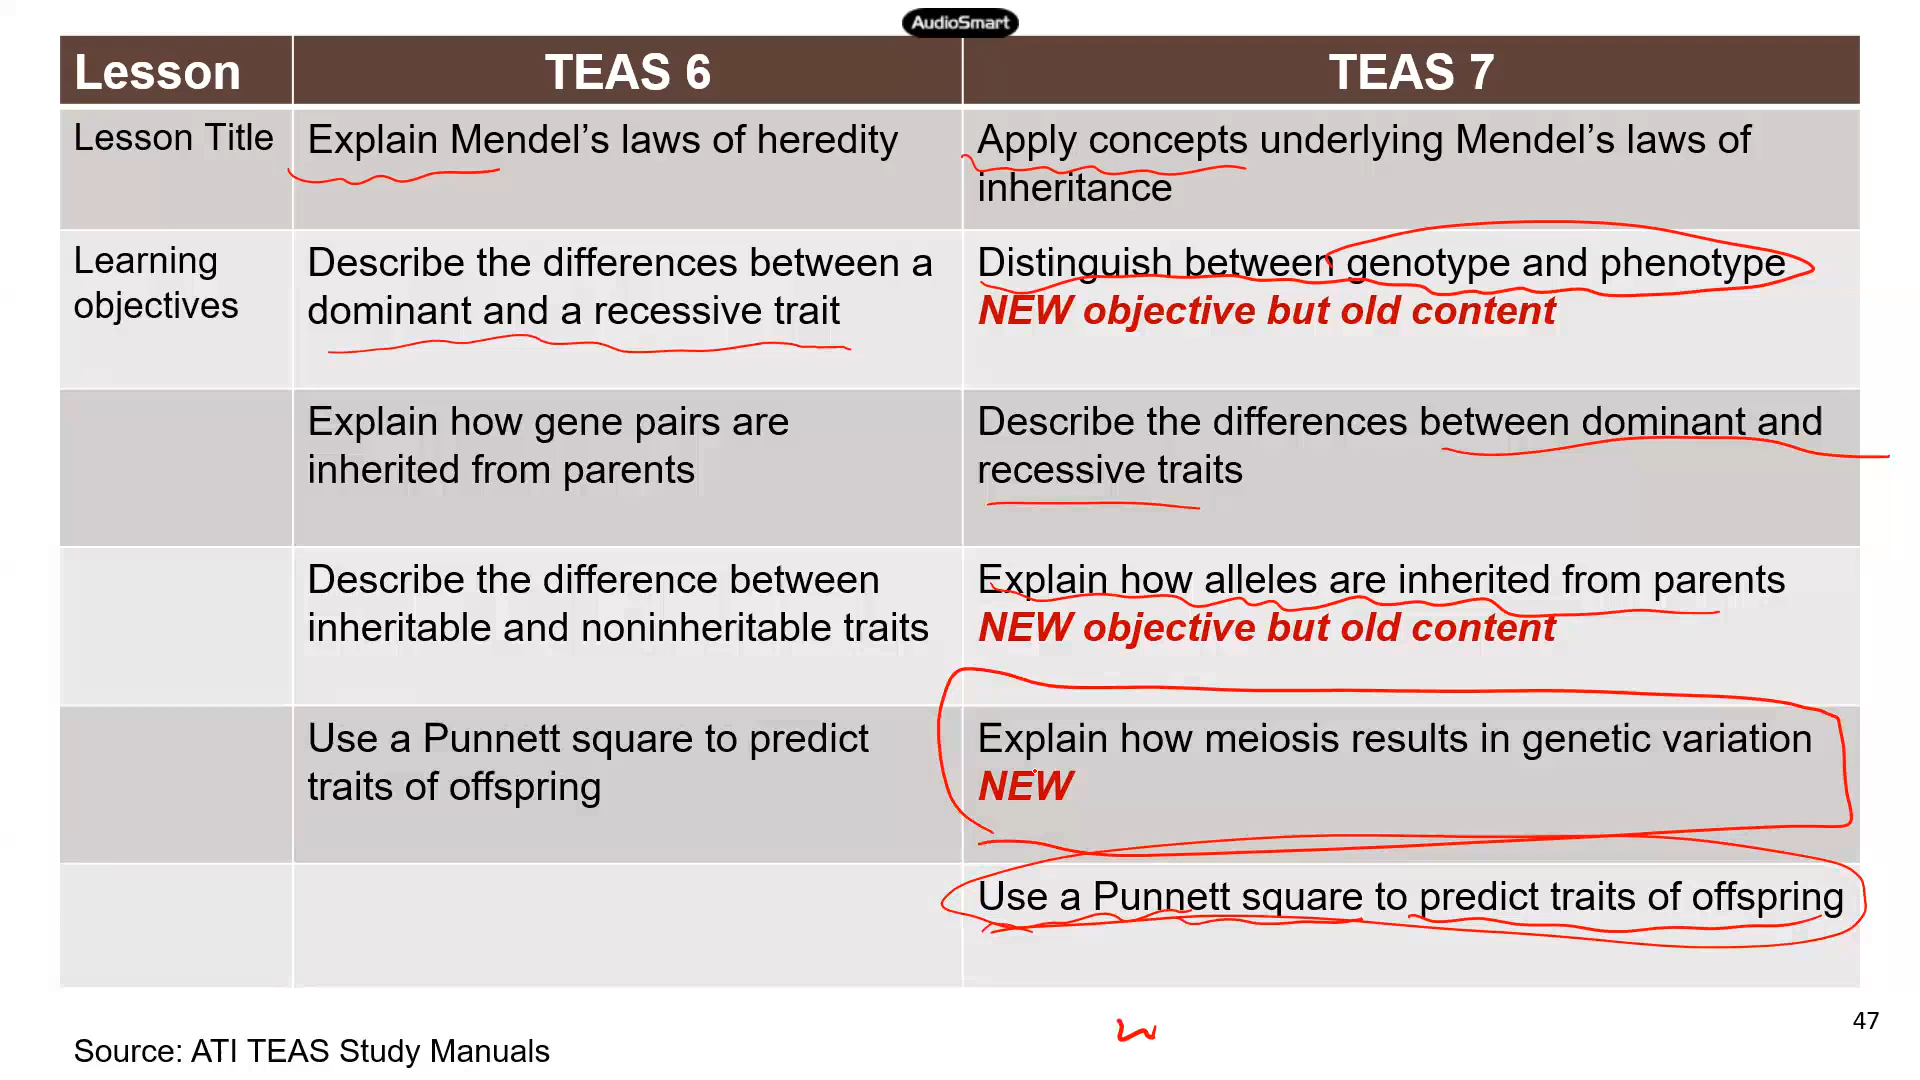 AudioSmart
Lesson
TEAS 6
TEAS 7
Lesson Title
Explain Mendel’s laws of heredity
Apply concepts underlying Mendel’s laws of
inheritance
Learning
objectives
Describe the differences between a
dominant and a recessive trait
Distinguish between genotype and phenotype
NEW objective but old content
Explain how gene pairs are
inherited from parents
Describe the differences between dominant and
recessive traits
Describe the difference between
inheritable and noninheritable traits
Explain how alleles are inherited from parents
NEW objective but old content
Use a Punnett square to predict
traits of offspring
Explain how meiosis results in genetic variation
NEW
Use a Punnett square to predict traits of offspring
47
Source: ATI TEAS Study Manuals